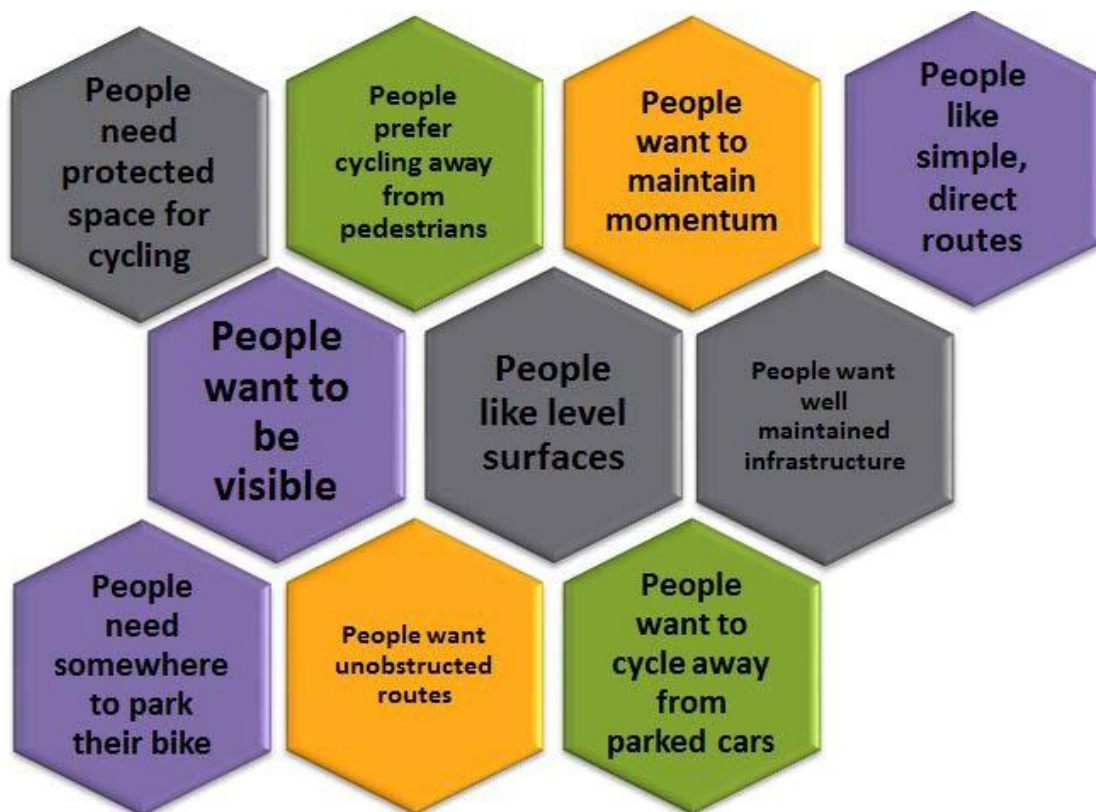 People
need
protected
space for
cycling
People
prefer
cycling away
from
pedestrians
People
want to
maintain
momentum
People
like
simple,
direct
routes
People
want to
be
visible
People
like level
surfaces
People want
well
maintained
infrastructure
People
need
somewhere
to park
their bike
People want
unobstructed
routes
People
want to
cycle away
from
parked cars